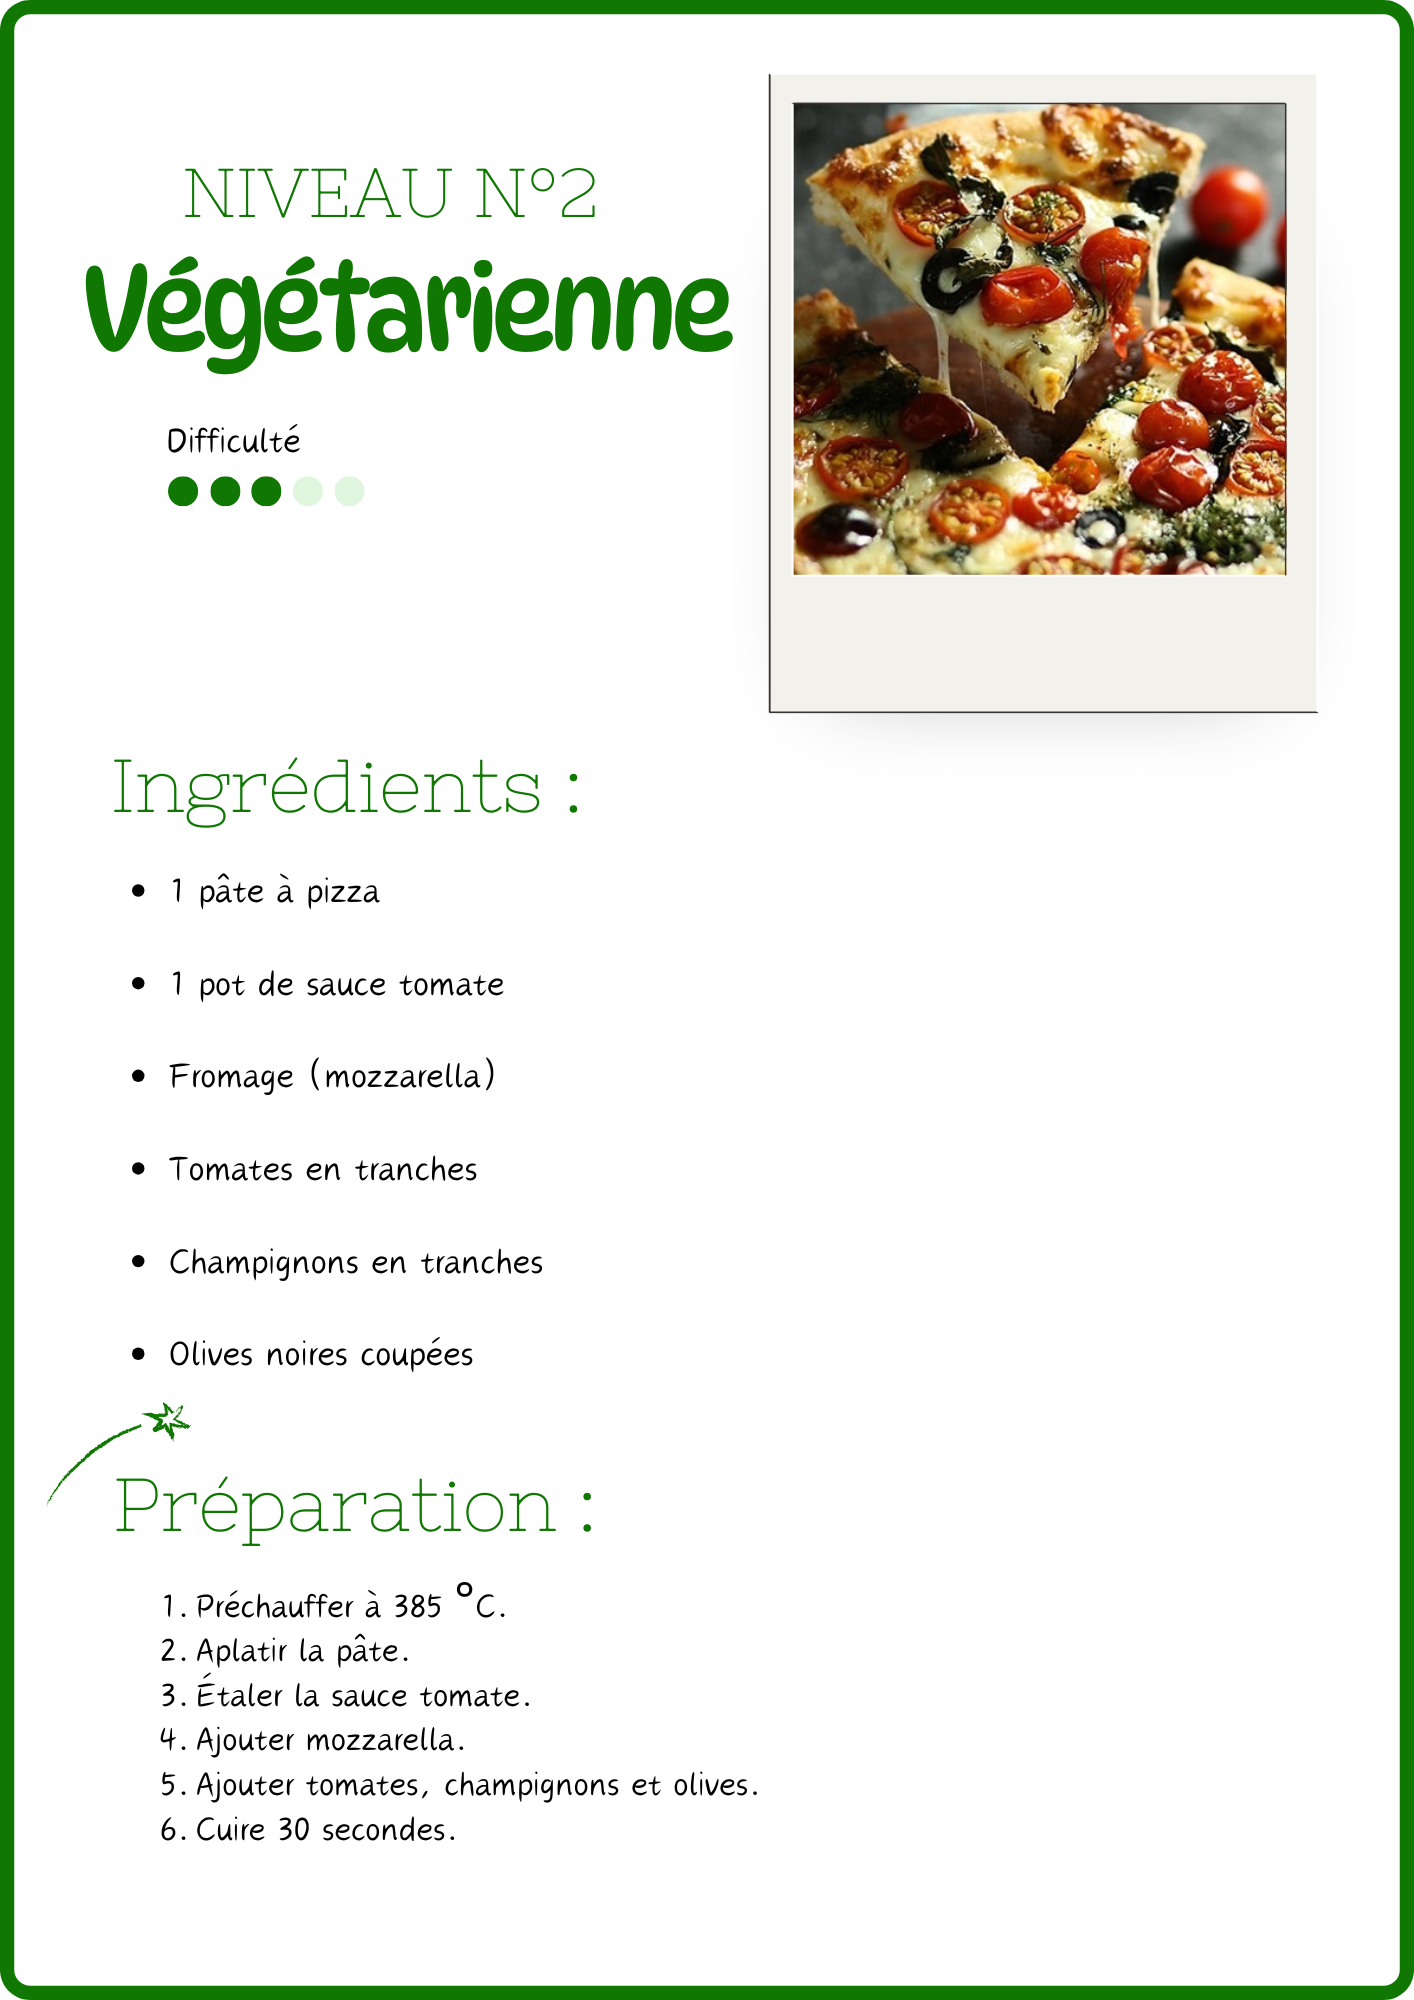 NIVEAU N°2
Végétarienne
Difficulté
Ingrédients :
• 1 pâte à pizza
• 1 pot de sauce tomate
• Fromage (mozzarella)
• Tomates en tranches
• Champignons en tranches
• Olives noires coupées
Préparation :
1. Préchauffer à 385 °C.
2. Aplatir la pâte.
3. Étaler la sauce tomate.
4. Ajouter mozzarella.
5. Ajouter tomates, champignons et olives.
6. Cuire 30 secondes.